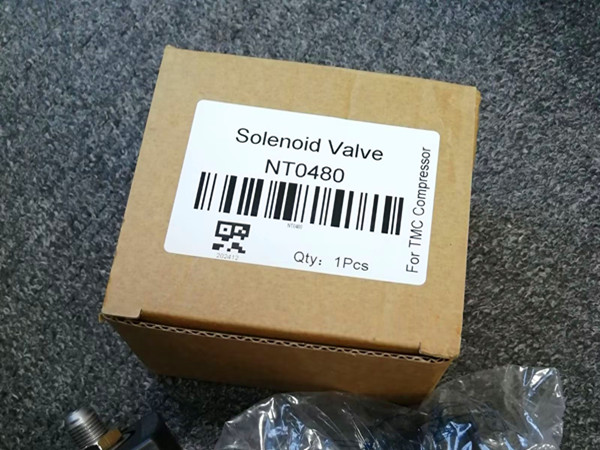 Solenoid Valve
NT0480
NT0480
202412
Qty: 1Pcs
For TMC Compressor